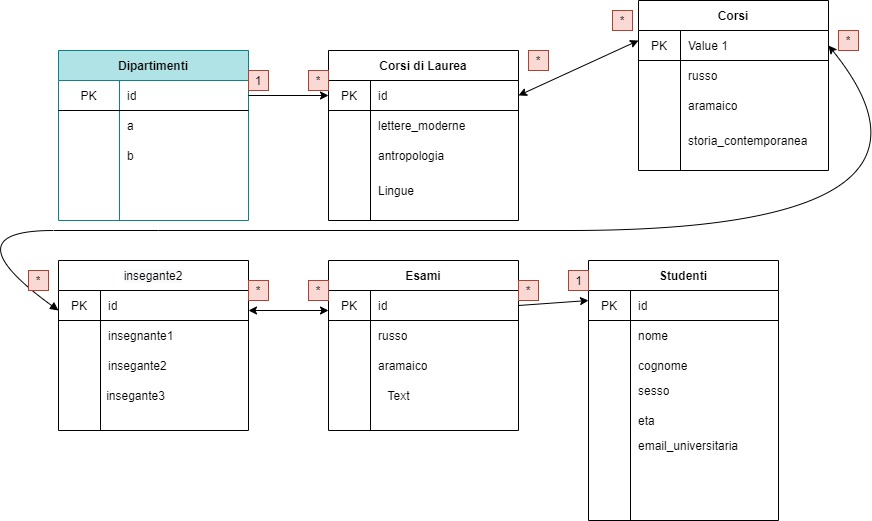 Corsi
*
*
PK Value 1
russo
aramaico
storia_contemporanea
Dipartimenti
1
PK id
a
b
Corsi di Laurea
*
*
PK id
lettere_moderne
antropologia
Lingue
insegante2
*
*
PK id
insegnante1
insegante2
insegante3
Esami
*
*
PK id
russo
aramaico
Text
Studenti
1
PK id
nome
cognome
sesso
eta
email_universitaria